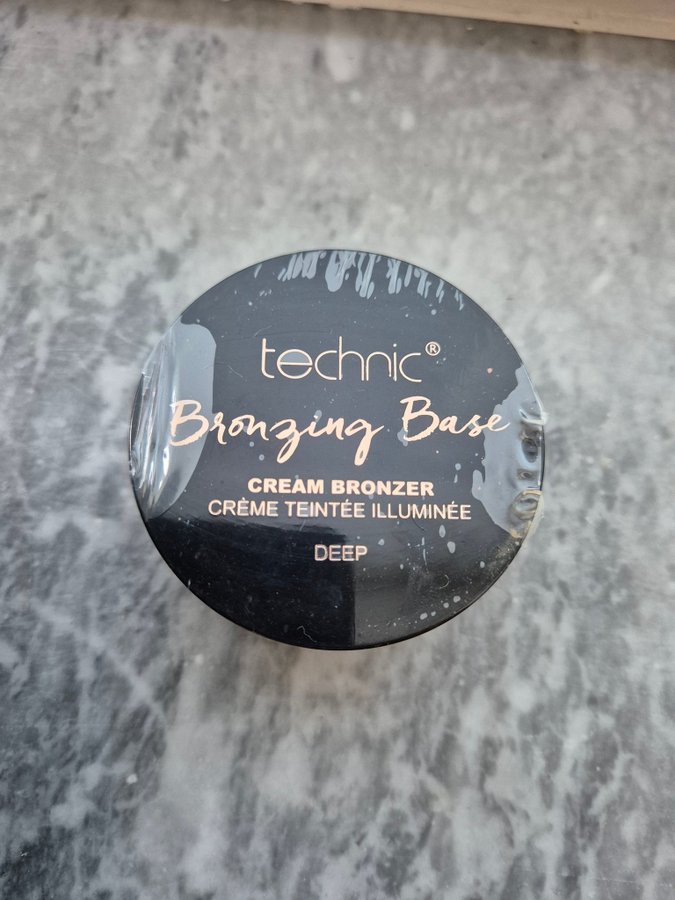 technic®
Bronzing Base
CREAM BRONZER
CRÈME TEINTÉE ILLUMINÉE
DEEP